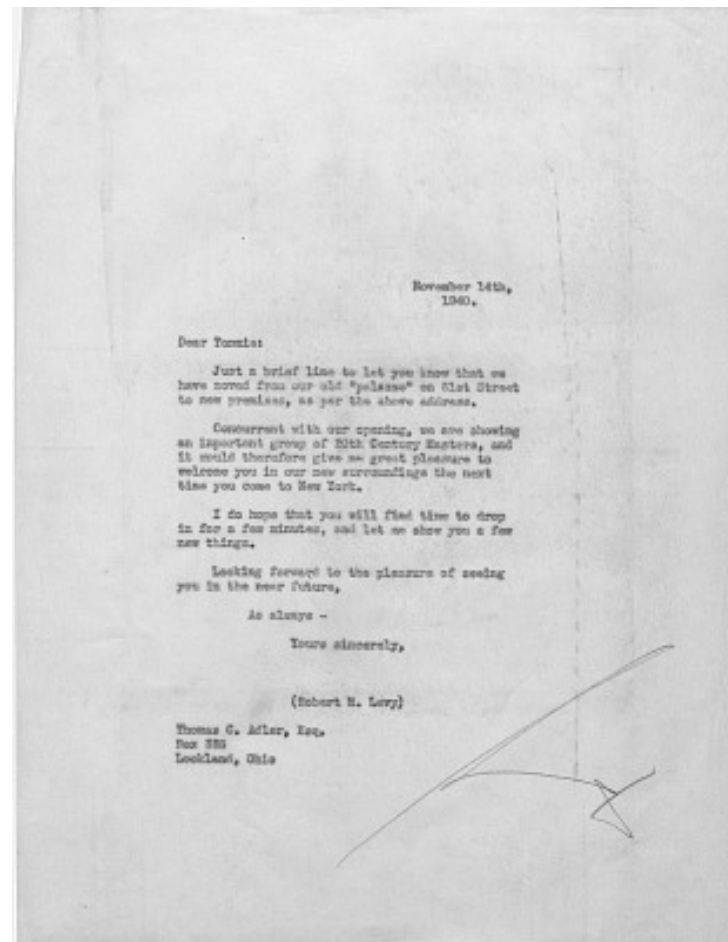 November 14th,
1940.
Dear Tommie:
Just a brief line to let you know that we
have moved from our old "palazzo" on 51st Street
to new premises, as per the above address.
Concurrent with our opening, we are showing
an important group of 20th Century Masters, and
it would therefore give me great pleasure to
welcome you in our new surroundings the next
time you come to New York.
I do hope that you will find time to drop
in for a few minutes, and let me show you a few
new things.
Looking forward to the pleasure of seeing
you in the near future,
As always -
Yours sincerely,
(Robert M. Levy)
Thomas C. Adler, Esq.
Box
Lockland, Ohio